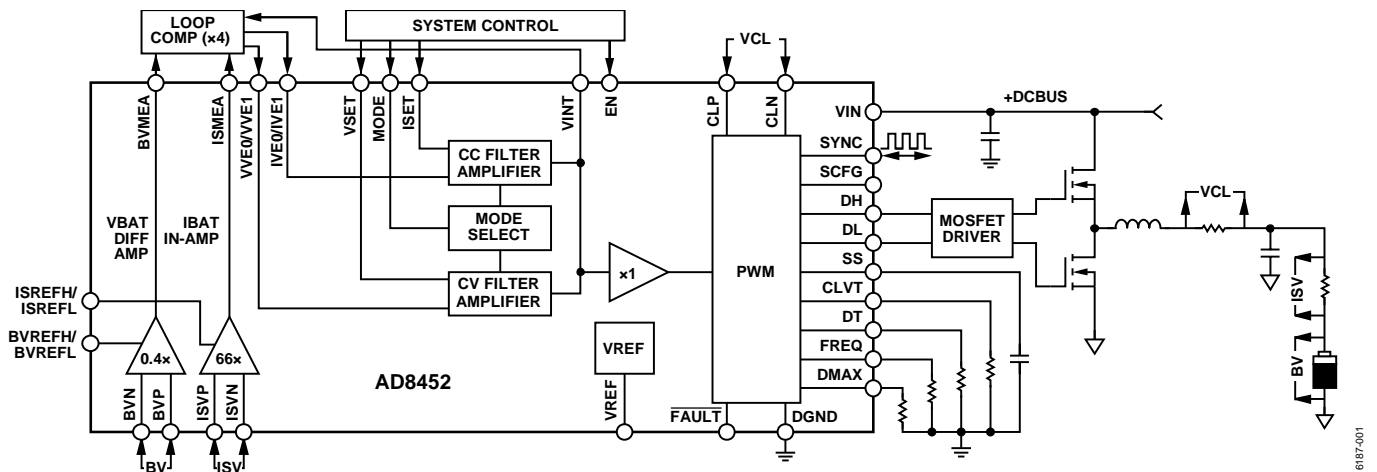 LOOP
COMP (×4)
SYSTEM CONTROL
VCL
+DCBUS
BVMEA
ISMEA
VVE0/VVE1
IVE0/IVE1
VSET
MODE
ISET
VINT
EN
CLP
CLN
VIN
SYNC
SCFG
DH
DL
SS
CLVT
DT
FREQ
DMAX
CC FILTER
AMPLIFIER
MODE
SELECT
CV FILTER
AMPLIFIER
×1
PWM
MOSFET
DRIVER
VCL
ISV
BV
VBAT
DIFF
AMP
IBAT
IN-AMP
ISREFH/
ISREFL
BVREFH/
BVREFL
0.4×
66×
VREF
AD8452
BVN
BVP
ISVP
ISVN
VREF
FAULT
DGND
BV
ISV
6187-001